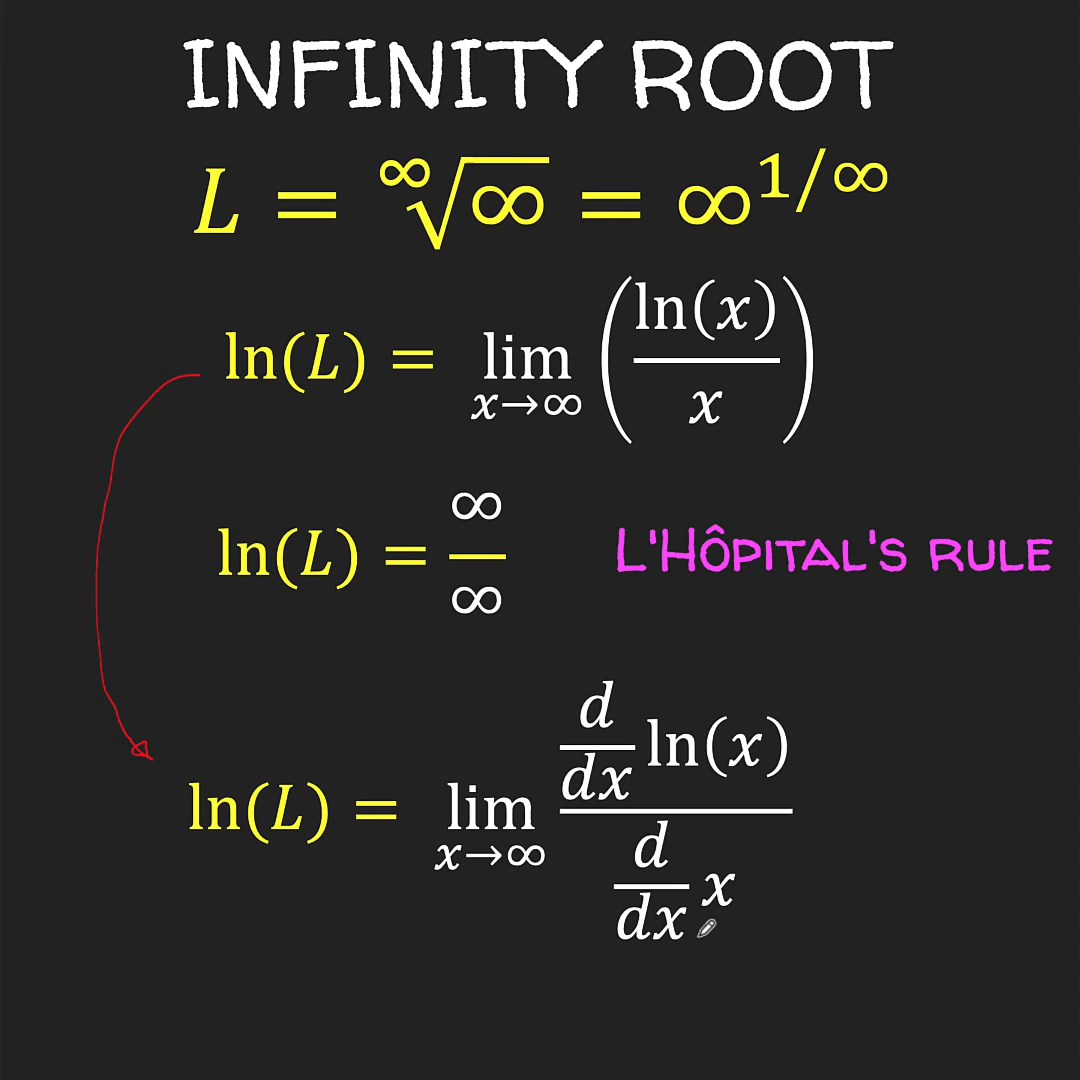 INFINITY ROOT
L = ∞√∞ = ∞^{1/∞}
ln(L) = lim_{x→∞} (ln(x)/x)
ln(L) = ∞/∞ L'HÔPITAL'S RULE
ln(L) = lim_{x→∞} (d/dx ln(x))/(d/dx x)